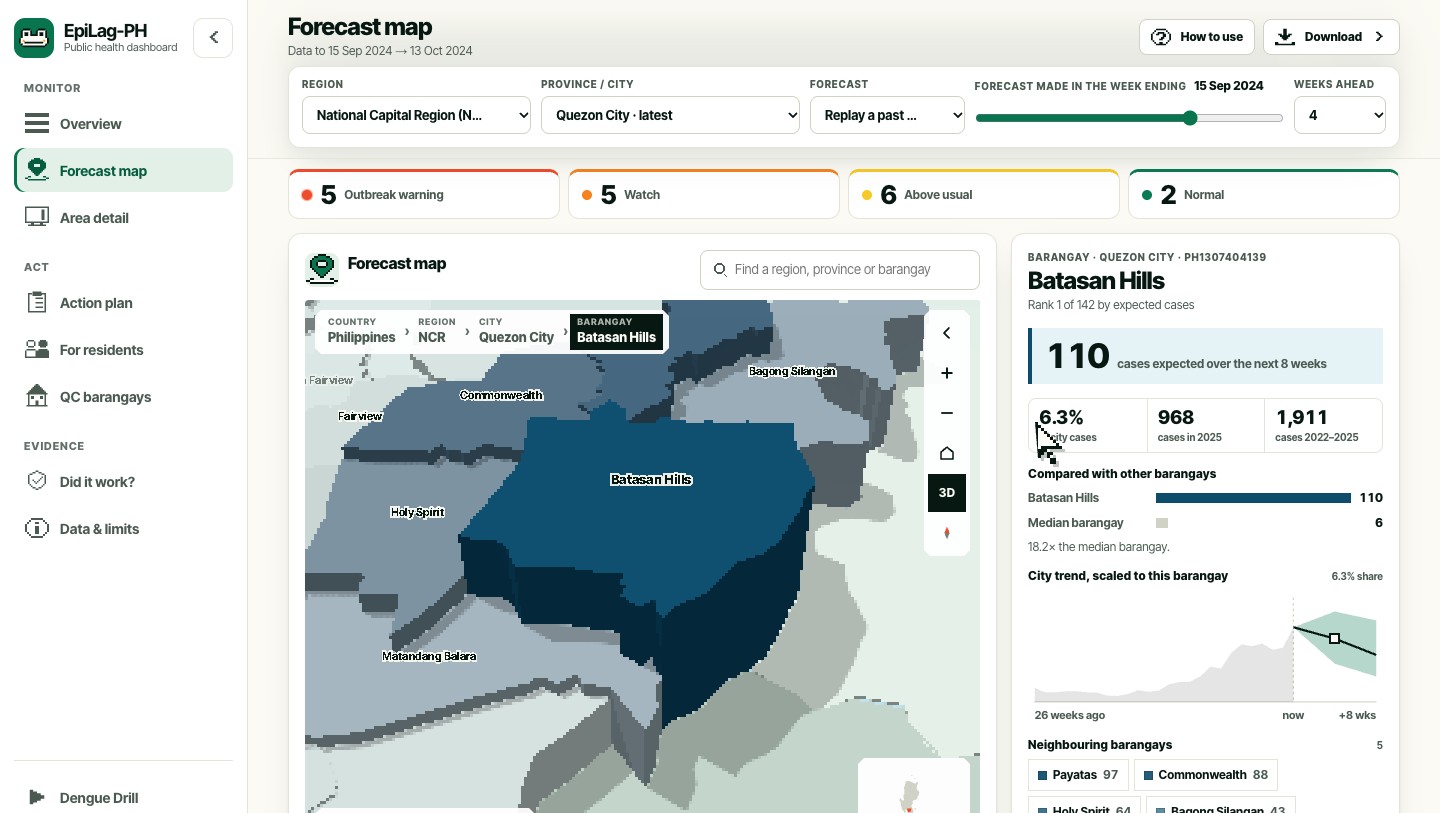 EpiLag-PH
Public health dashboard
MONITOR
Overview
Forecast map
Area detail
ACT
Action plan
For residents
QC barangays
EVIDENCE
Did it work?
Data & limits
Dengue Drill
Forecast map
Data to 15 Sep 2024 → 13 Oct 2024
How to use
Download
REGION
National Capital Region (N...
PROVINCE / CITY
Quezon City · latest
FORECAST
Replay a past ...
FORECAST MADE IN THE WEEK ENDING 15 Sep 2024
WEEKS AHEAD
4
5 Outbreak warning
5 Watch
6 Above usual
2 Normal
Forecast map
Find a region, province or barangay
COUNTRY
Philippines
REGION
NCR
CITY
Quezon City
BARANGAY
Batasan Hills
Fairview
Commonwealth
Bagong Silangan
Fairview
Batasan Hills
Holy Spirit
Matandang Balara
3D
BARANGAY · QUEZON CITY · PH1307404139
Batasan Hills
Rank 1 of 142 by expected cases
110 cases expected over the next 8 weeks
6.3%
city cases
968
cases in 2025
1,911
cases 2022–2025
Compared with other barangays
Batasan Hills 110
Median barangay 6
18.2× the median barangay.
City trend, scaled to this barangay 6.3% share
26 weeks ago now +8 wks
Neighbouring barangays 5
Payatas 97 Commonwealth 88
Holy Spirit 64 Bagong Silangan 43